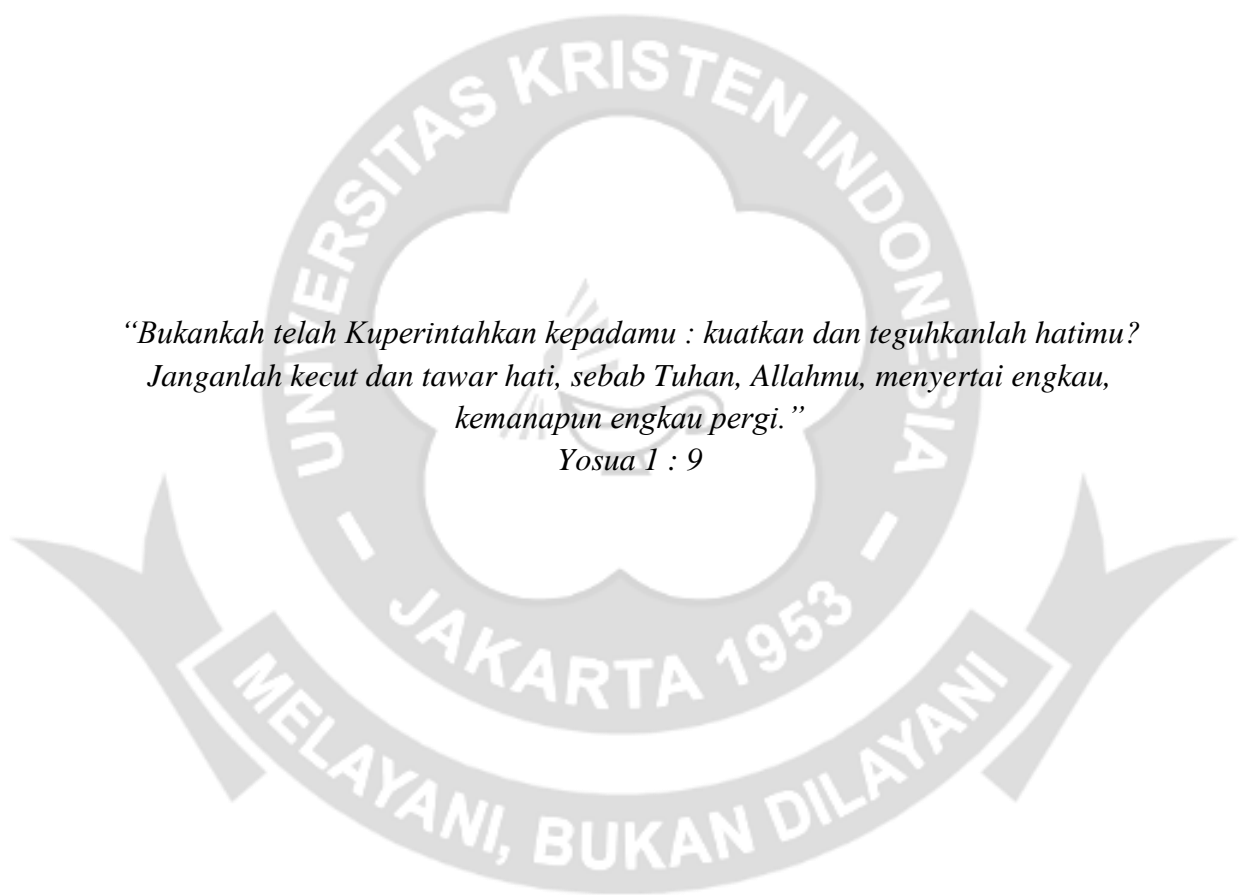 UNIVERSITAS KRISTEN INDONESIA
“Bukankah telah Kuperintahkan kepadamu : kuatkan dan teguhkanlah hatimu?
Janganlah kecut dan tawar hati, sebab Tuhan, Allahmu, menyertai engkau,
kemanapun engkau pergi.”
Yosua 1 : 9
JAKARTA 1953
MELAYANI, BUKAN DILAYANI